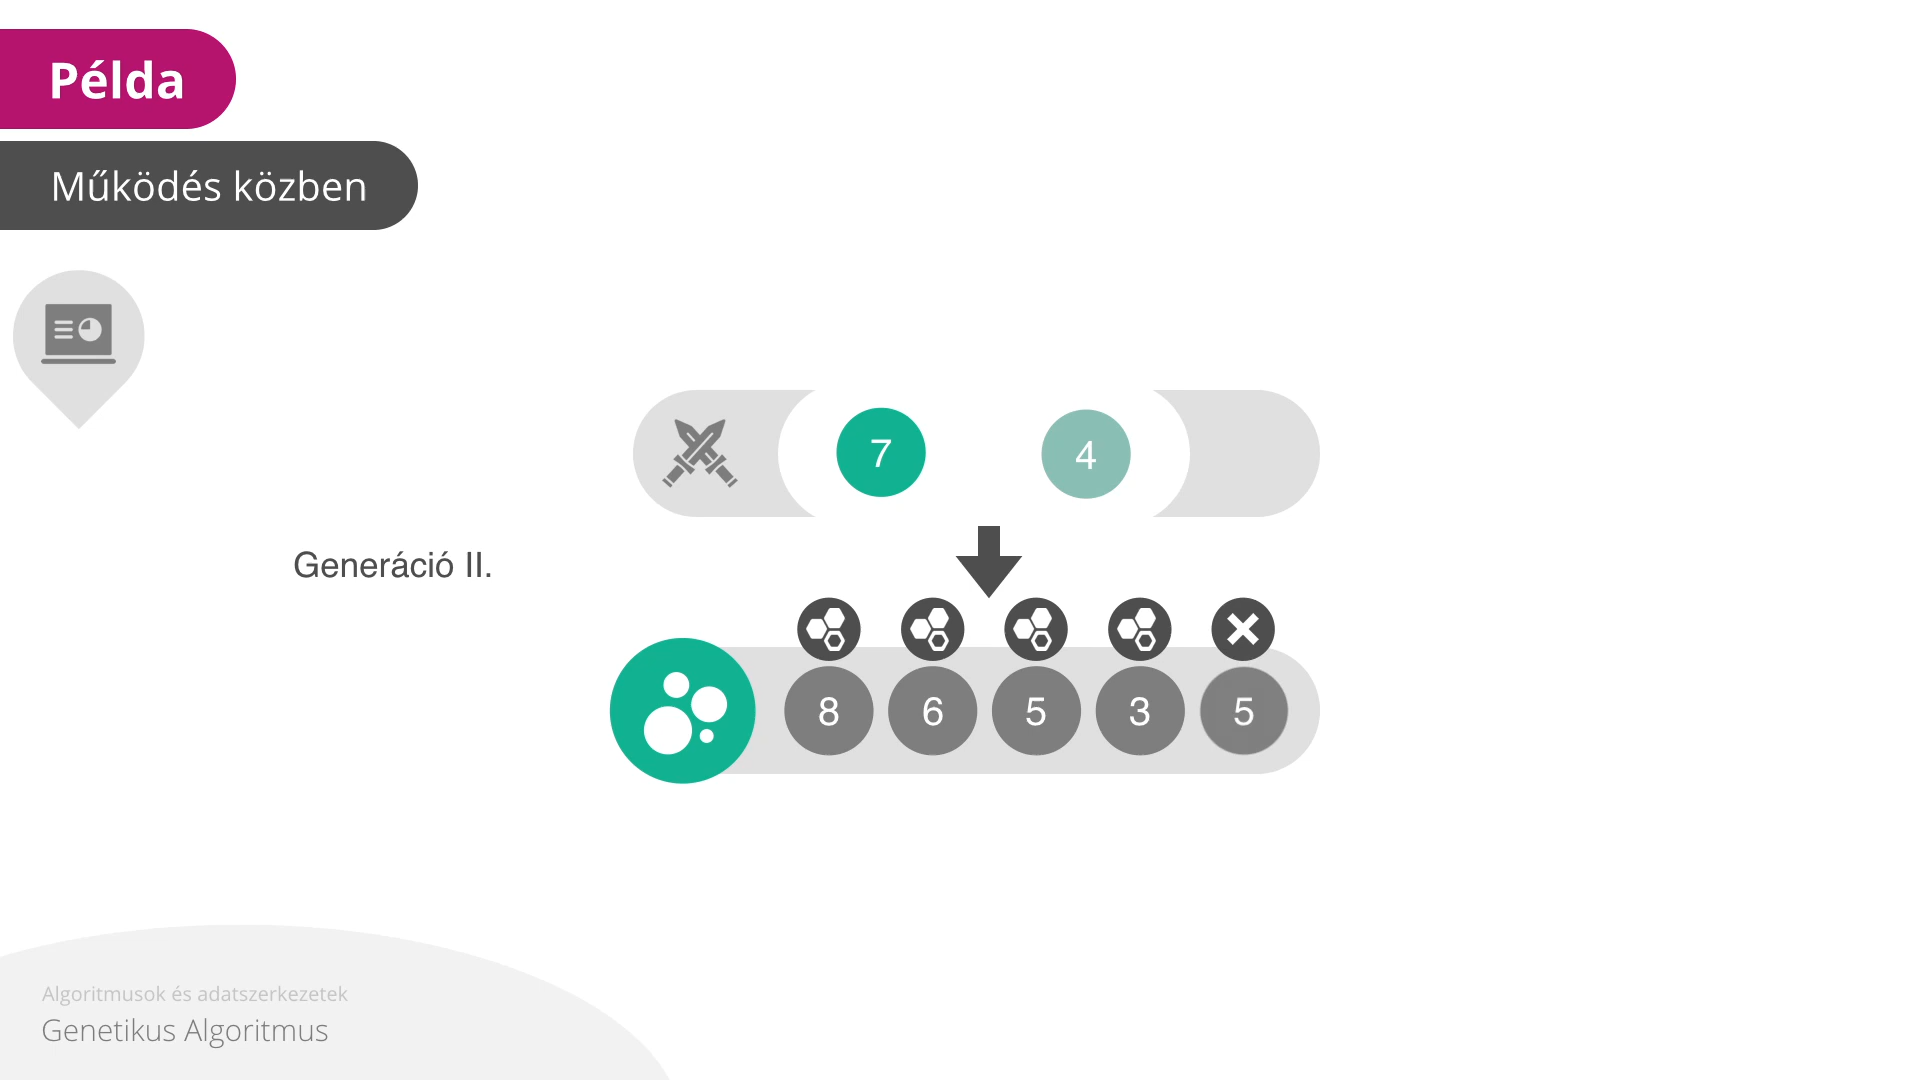 Példa
Működés közben
7 4
Generáció II.
8 6 5 3 5
Algoritmusok és adatszerkezetek
Genetikus Algoritmus